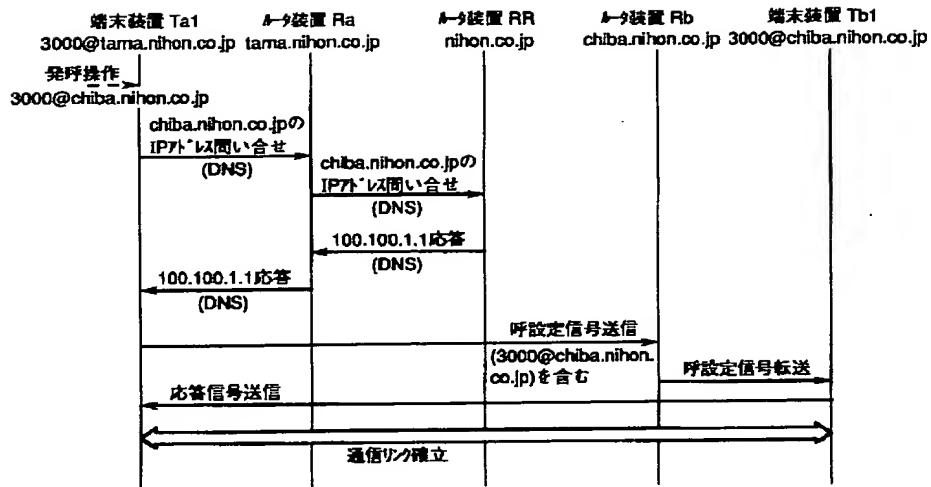 端末装置 Ta1
3000@tama.nihon.co.jp
ルータ装置 Ra
tama.nihon.co.jp
ルータ装置 RR
nihon.co.jp
ルータ装置 Rb
chiba.nihon.co.jp
端末装置 Tb1
3000@chiba.nihon.co.jp
発呼操作
3000@chiba.nihon.co.jp
chiba.nihon.co.jpの
IPアドレス問い合せ
(DNS)
chiba.nihon.co.jpの
IPアドレス問い合せ
(DNS)
100.100.1.1応答
(DNS)
100.100.1.1応答
(DNS)
呼設定信号送信
(3000@chiba.nihon.
co.jp)を含む
呼設定信号転送
応答信号送信
通信リンク確立